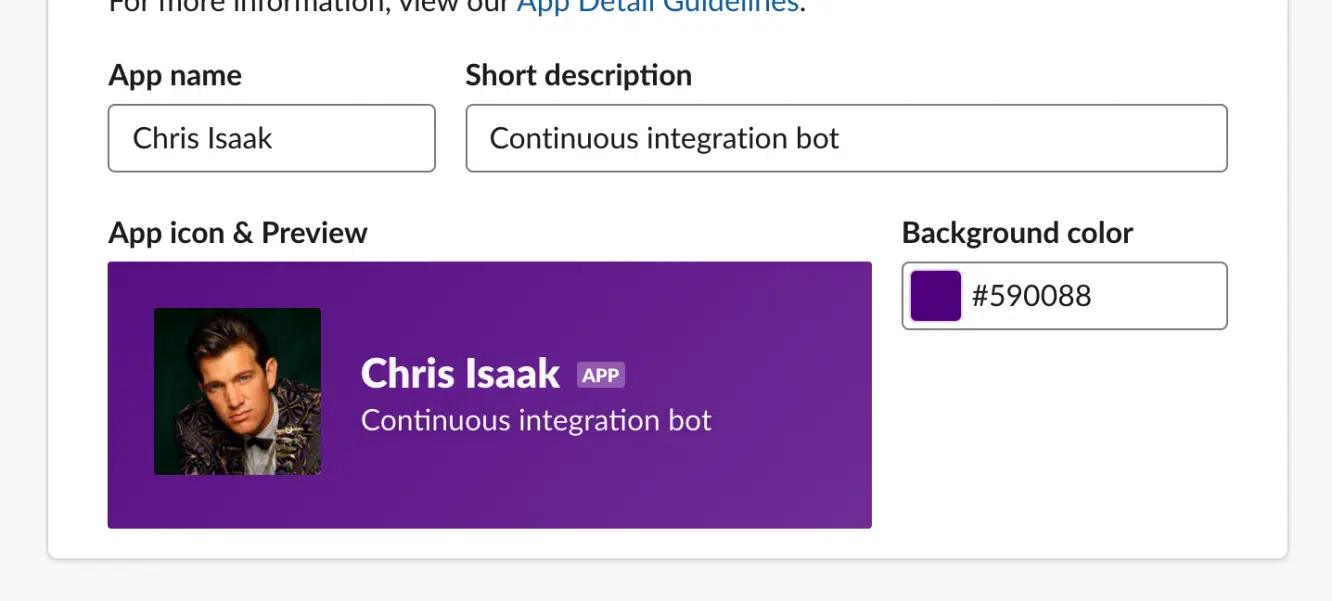 For more information, view our App Detail Guidelines.
App name
Short description
Chris Isaak
Continuous integration bot
App icon & Preview
Background color
#590088
Chris Isaak APP
Continuous integration bot